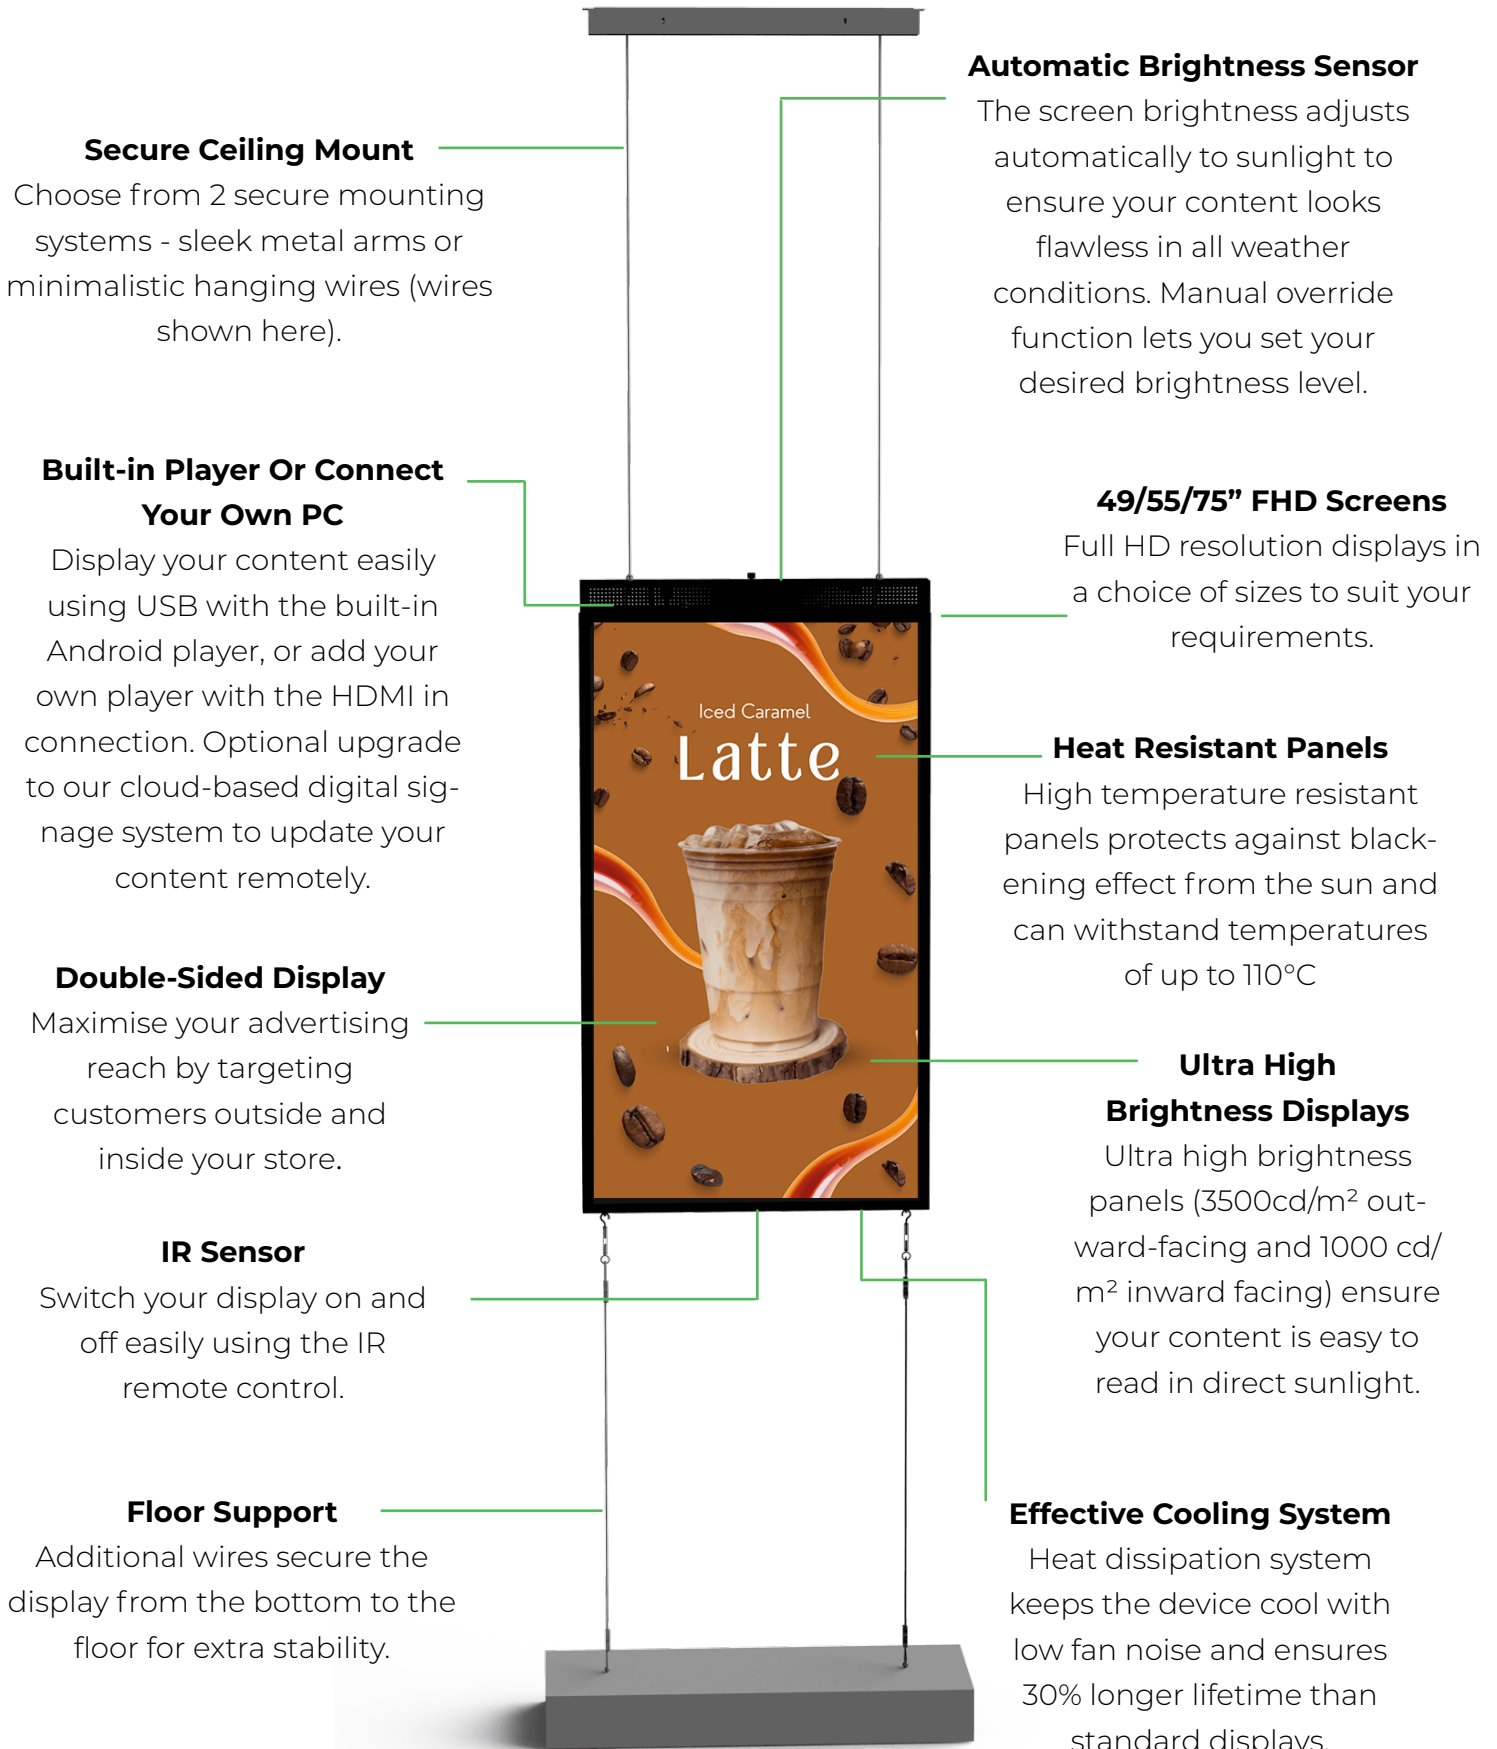 Secure Ceiling Mount
Choose from 2 secure mounting
systems - sleek metal arms or
minimalistic hanging wires (wires
shown here).
Built-in Player Or Connect
Your Own PC
Display your content easily
using USB with the built-in
Android player, or add your
own player with the HDMI in
connection. Optional upgrade
to our cloud-based digital sig-
nage system to update your
content remotely.
Double-Sided Display
Maximise your advertising
reach by targeting
customers outside and
inside your store.
IR Sensor
Switch your display on and
off easily using the IR
remote control.
Floor Support
Additional wires secure the
display from the bottom to the
floor for extra stability.
Iced Caramel
Latte
Automatic Brightness Sensor
The screen brightness adjusts
automatically to sunlight to
ensure your content looks
flawless in all weather
conditions. Manual override
function lets you set your
desired brightness level.
49/55/75” FHD Screens
Full HD resolution displays in
a choice of sizes to suit your
requirements.
Heat Resistant Panels
High temperature resistant
panels protects against black-
ening effect from the sun and
can withstand temperatures
of up to 110°C
Ultra High
Brightness Displays
Ultra high brightness
panels (3500cd/m² out-
ward-facing and 1000 cd/
m² inward facing) ensure
your content is easy to
read in direct sunlight.
Effective Cooling System
Heat dissipation system
keeps the device cool with
low fan noise and ensures
30% longer lifetime than
standard displays.